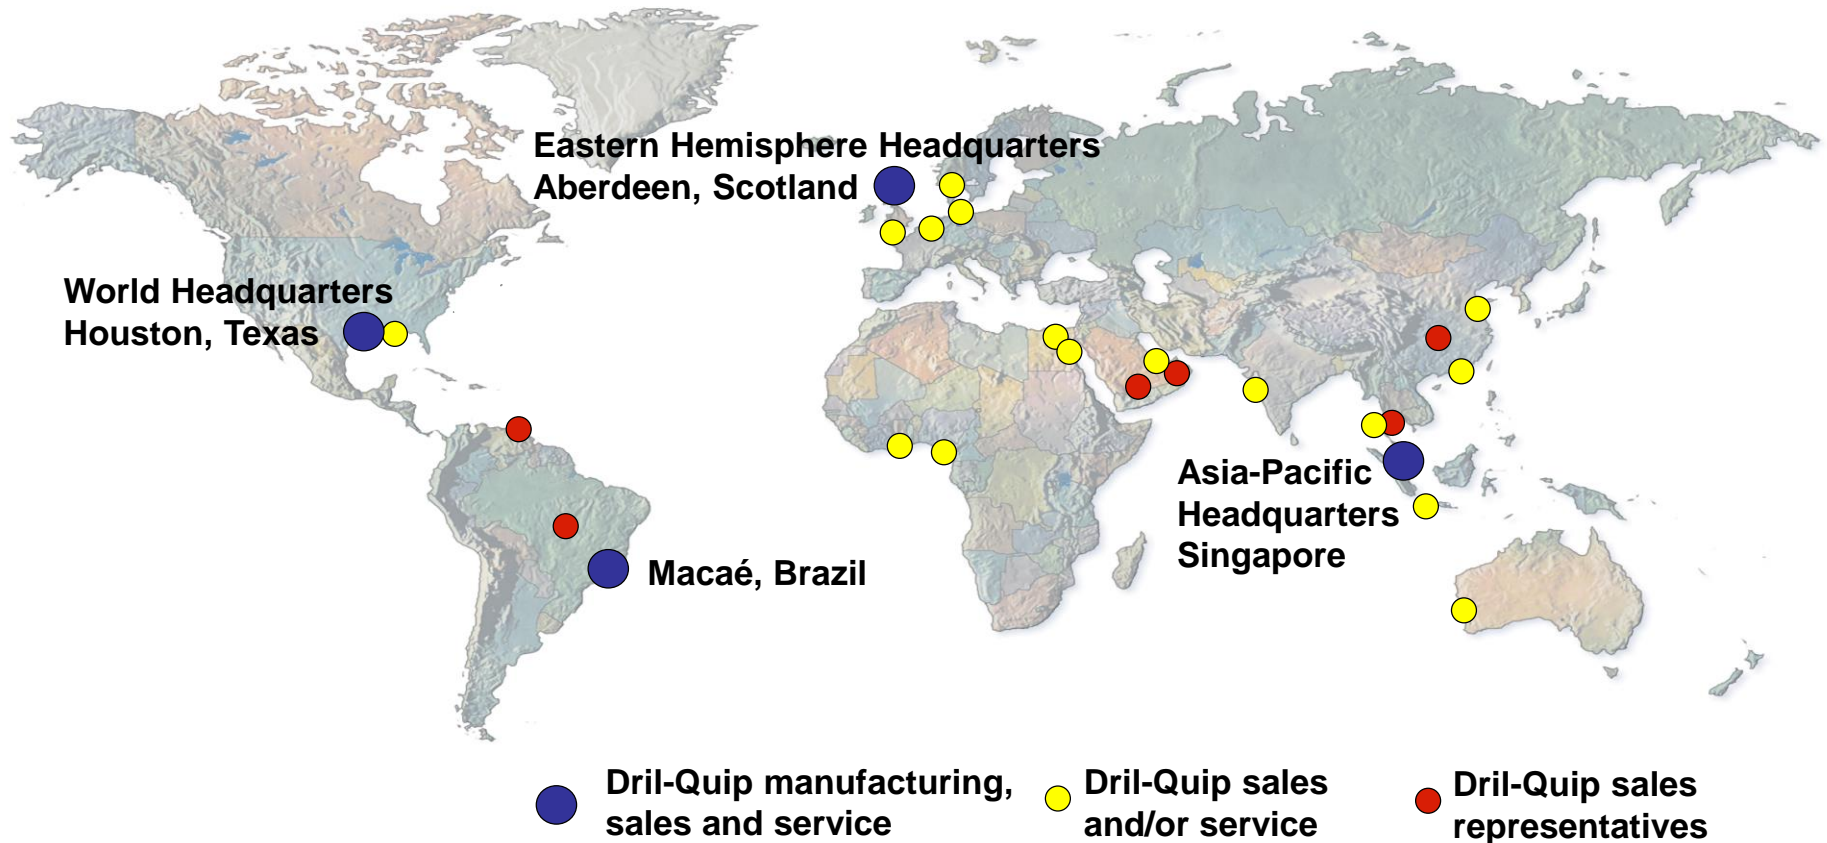 Eastern Hemisphere Headquarters
Aberdeen, Scotland
World Headquarters
Houston, Texas
Asia-Pacific
Headquarters
Singapore
Macaé, Brazil
Dril-Quip manufacturing,
sales and service
Dril-Quip sales
and/or service
Dril-Quip sales
representatives